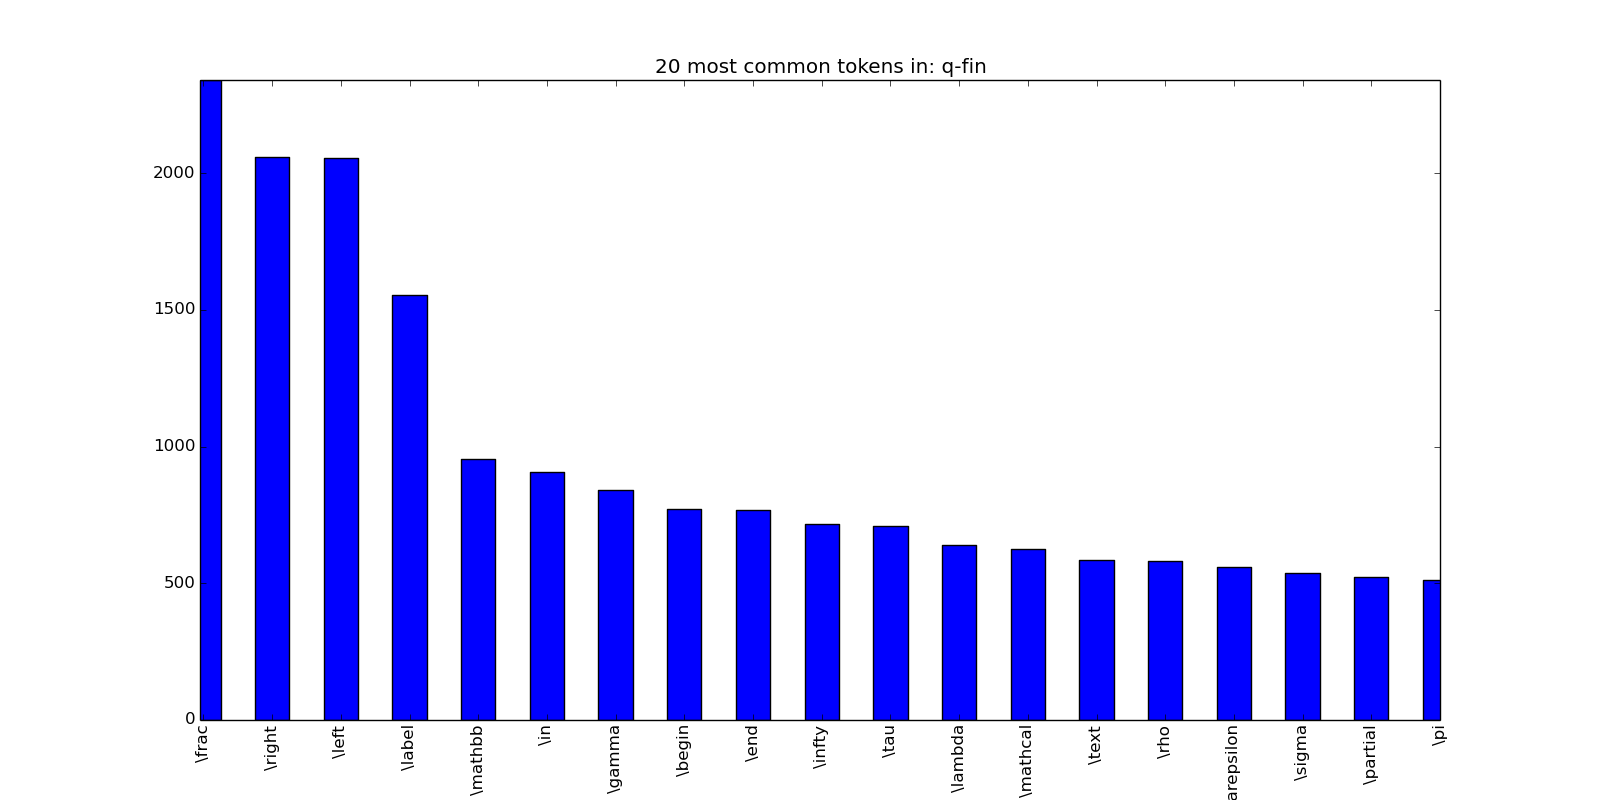 20 most common tokens in: q-fin
2000
1500
1000
500
0
\frac
\right
\left
\label
\mathbb
\in
\gamma
\begin
\end
\infty
\tau
\lambda
\mathcal
\text
\rho
arepsilon
\sigma
\partial
\pi